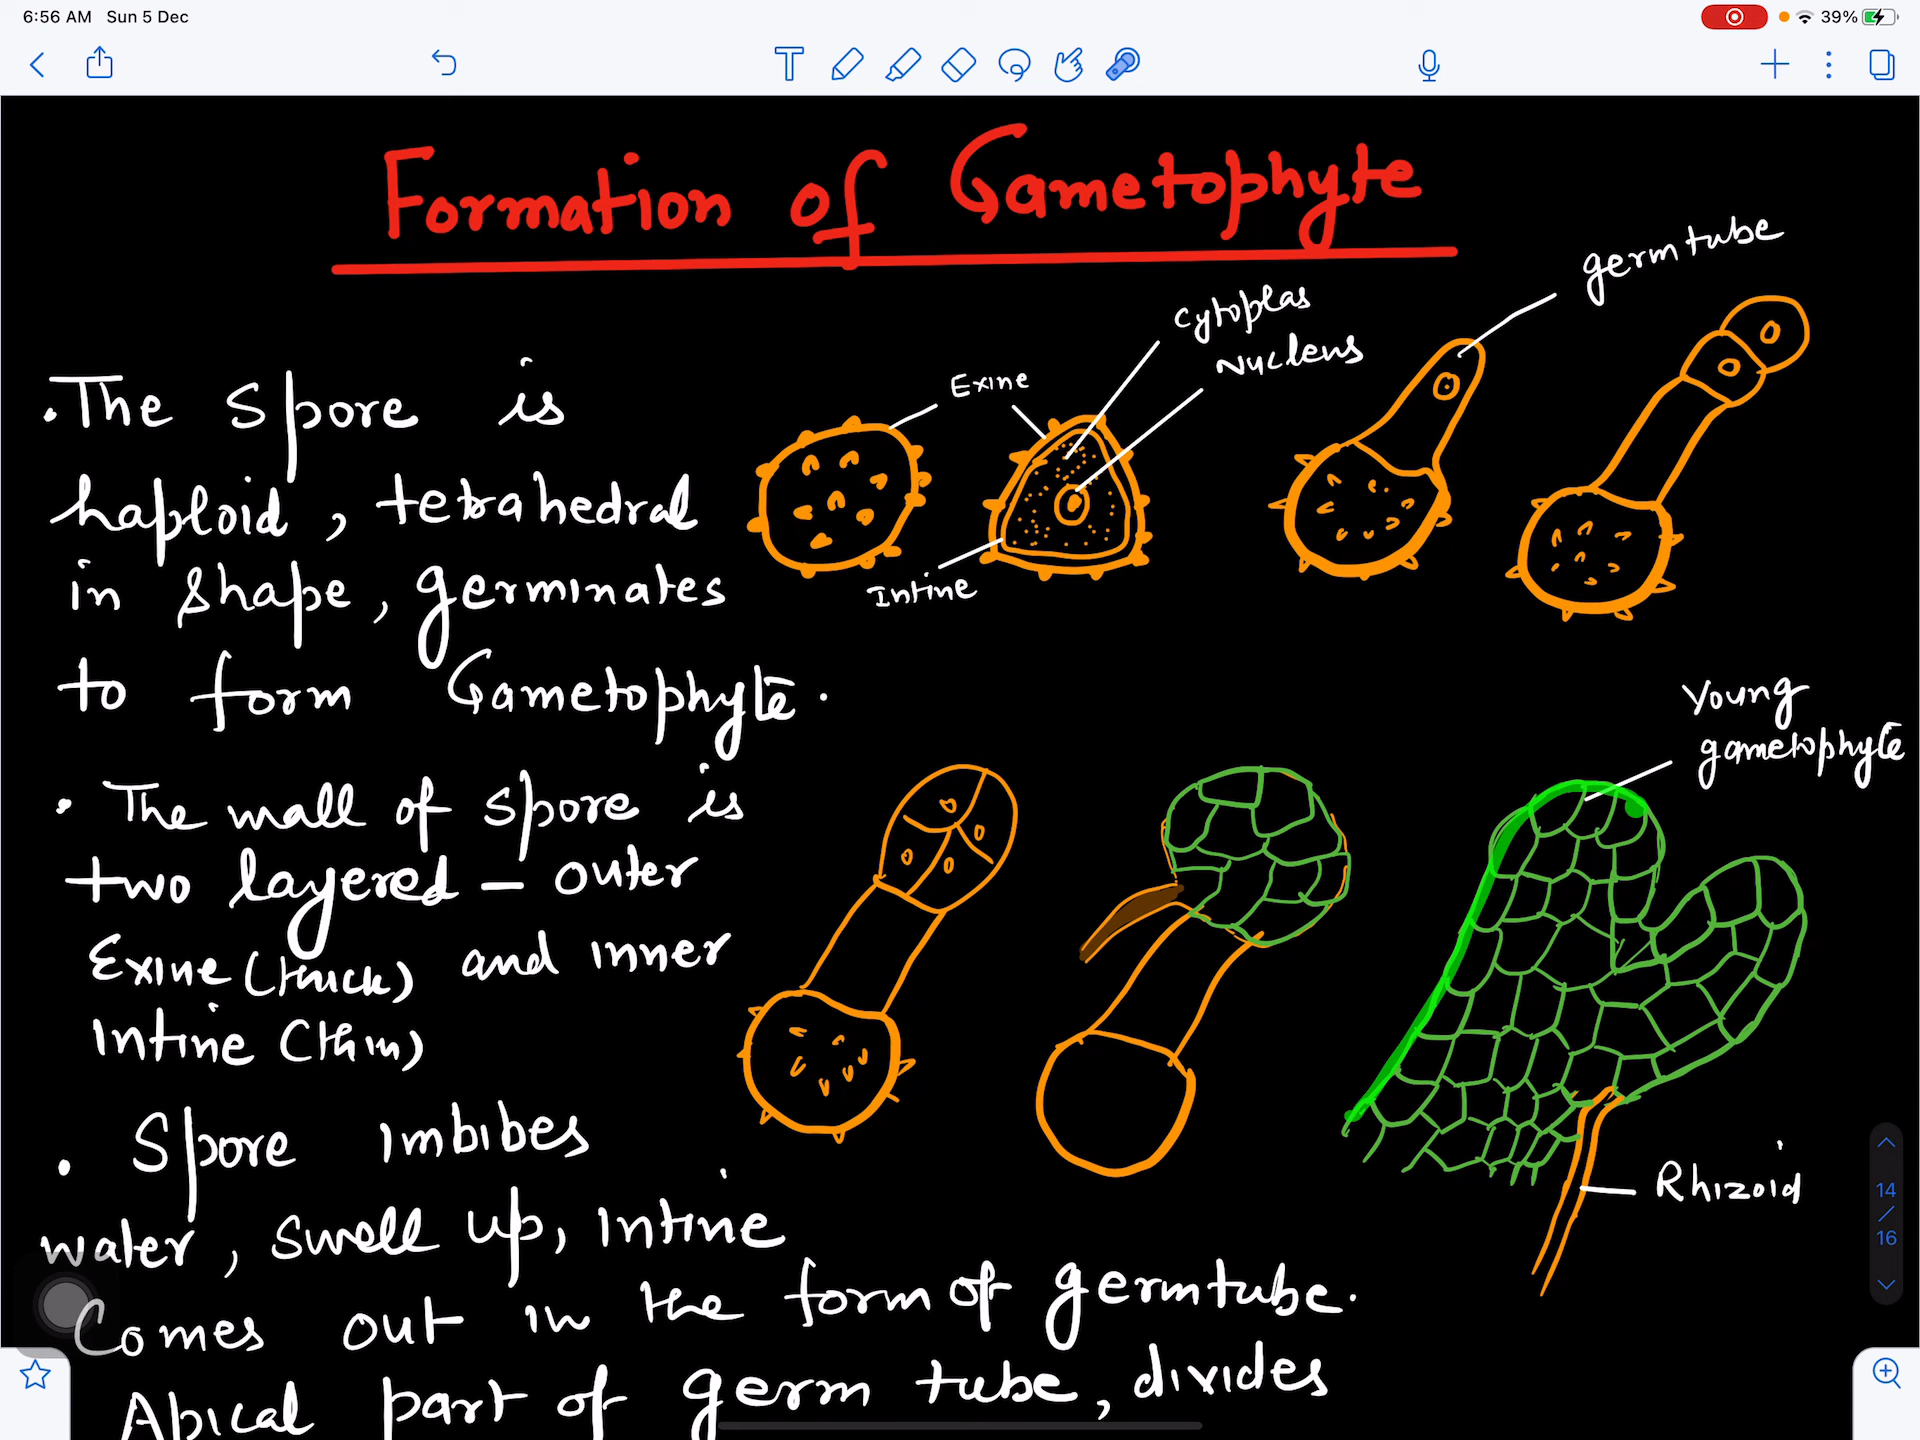 6:56 AM Sun 5 Dec
39%
Formation of Gametophyte
germtube
Cytoplas
Nucleus
Exine
Intine
.The Spore is
haploid, tetrahedral
in shape, germinates
to form Gametophyte.
Young
gametophyte
. The wall of spore is
two layered - outer
Exine (thick) and inner
Intine (thin)
. Spore imbibes
water, swell up, Intine
Comes out in the form of germtube.
Apical part of germ tube, divides
Rhizoid
14
/
16